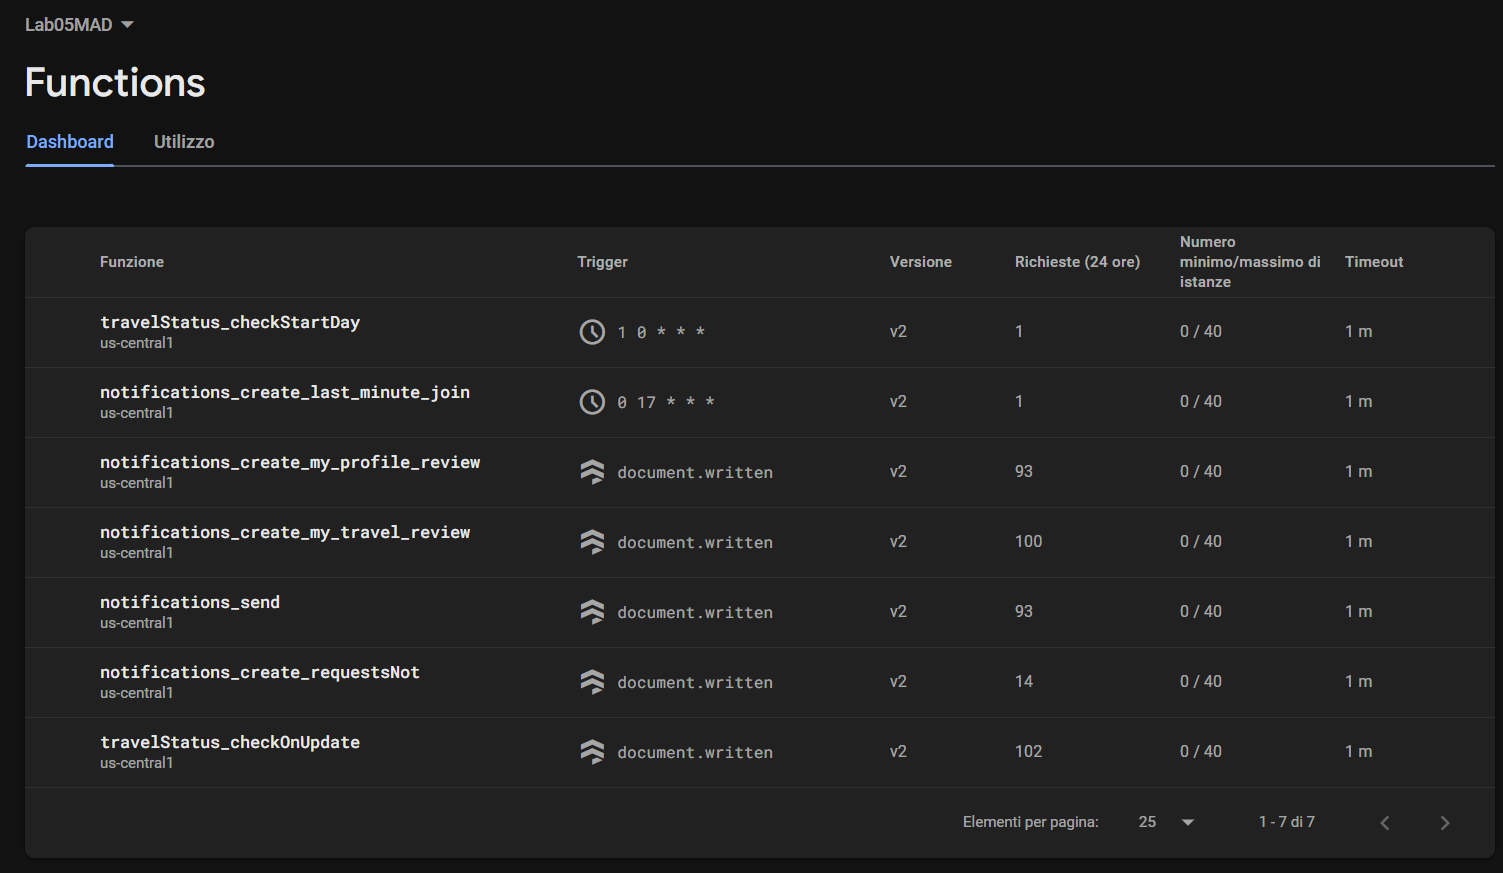 Lab05MAD
Functions
Dashboard Utilizzo
Funzione Trigger Versione Richieste (24 ore) Numero minimo/massimo di istanze Timeout
travelStatus_checkStartDay 1 0 * * * v2 1 0 / 40 1 m
us-central1
notifications_create_last_minute_join 0 17 * * * v2 1 0 / 40 1 m
us-central1
notifications_create_my_profile_review document.written v2 93 0 / 40 1 m
us-central1
notifications_create_my_travel_review document.written v2 100 0 / 40 1 m
us-central1
notifications_send document.written v2 93 0 / 40 1 m
us-central1
notifications_create_requestsNot document.written v2 14 0 / 40 1 m
us-central1
travelStatus_checkOnUpdate document.written v2 102 0 / 40 1 m
us-central1
Elementi per pagina: 25 1 - 7 di 7